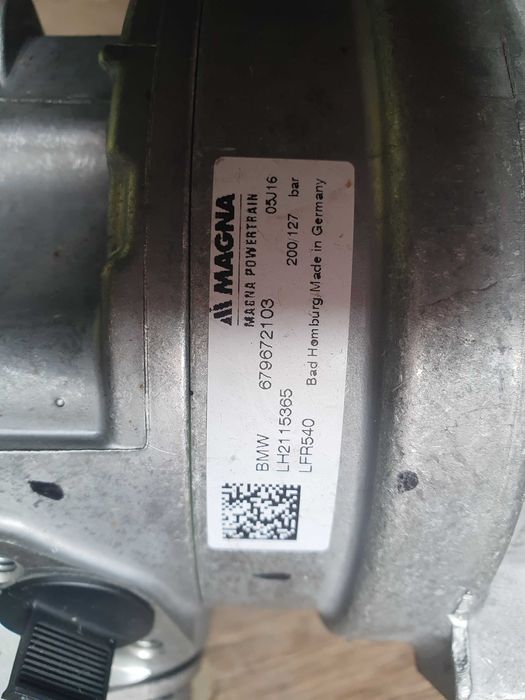 MAGNA
MAGNA POWERTRAIN
BMW 679672103 05J16
LH2115365 200/127 bar
LFR540 Bad Homburg/Made in Germany